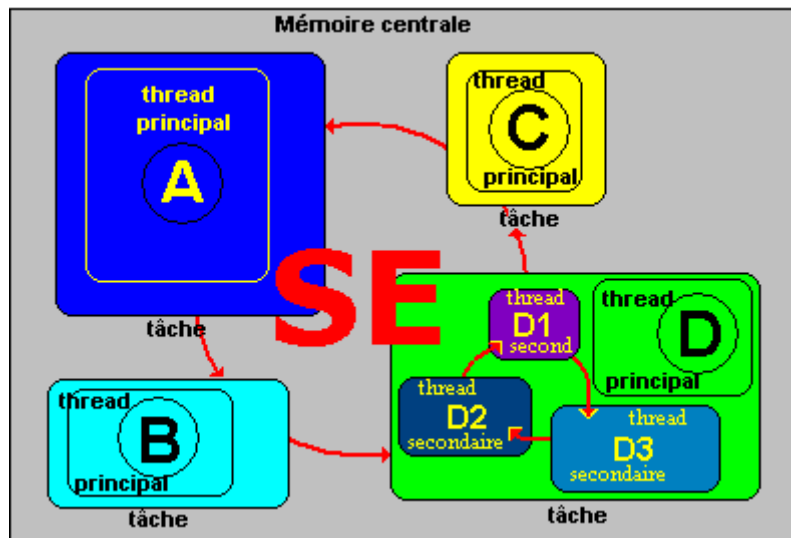 Mémoire centrale
thread
principal
A
tâche
thread
C
principal
tâche
SE
thread
D1
second
thread
D
principal
thread
D2
secondaire
thread
D3
secondaire
tâche
thread
B
principal
tâche